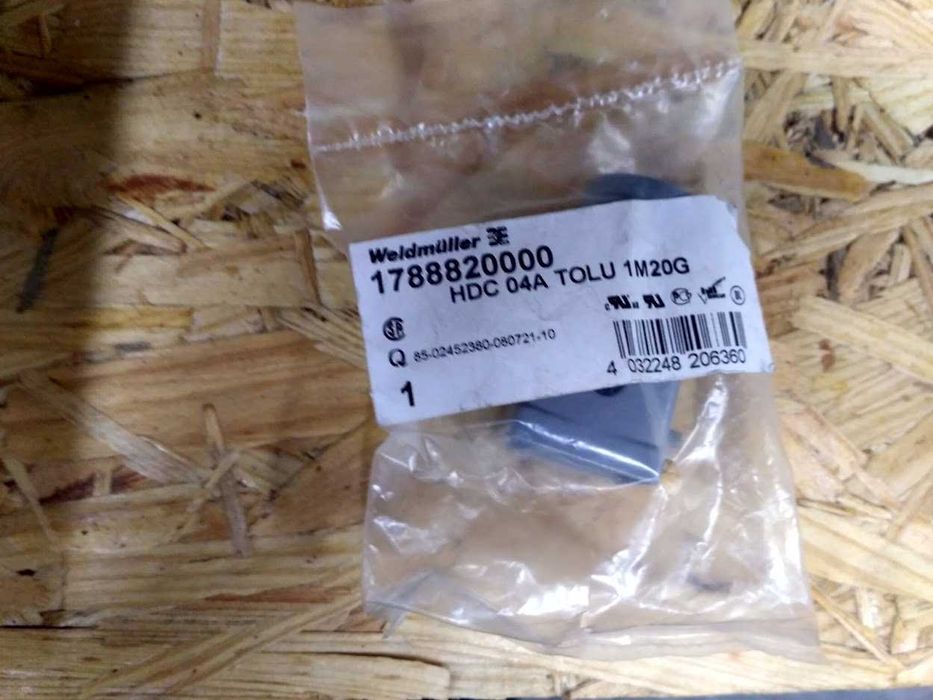 Weidmüller
1788820000
HDC 04A TOLU 1M20G
Q 85-02452380-080721-10
1
4 032248 206360